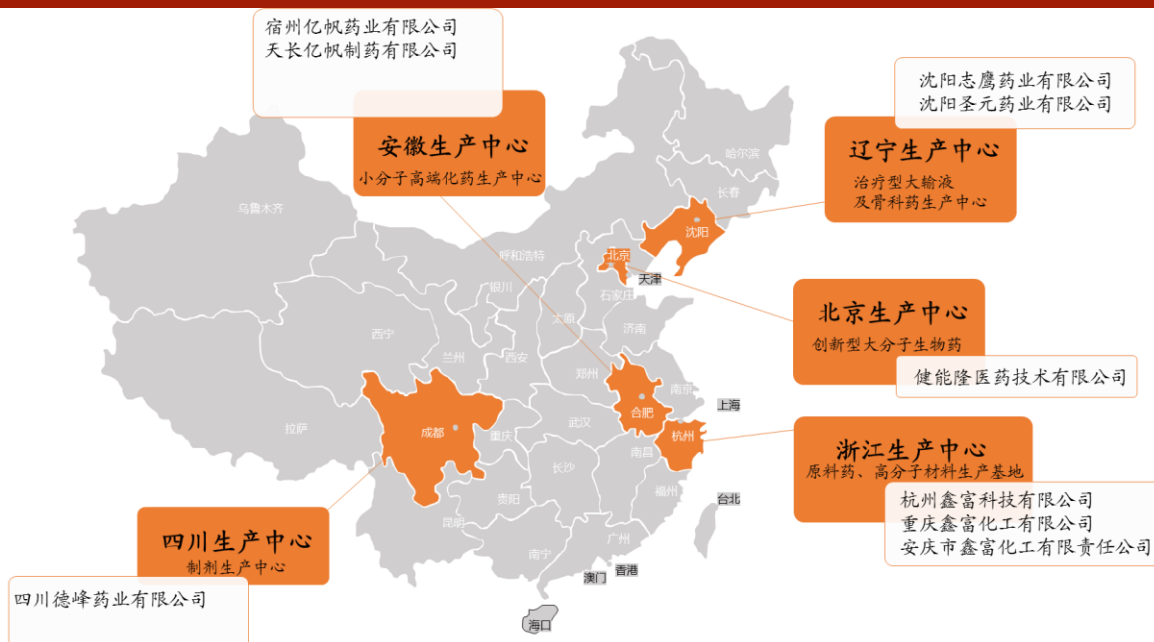 宿州亿帆药业有限公司
天长亿帆制药有限公司
安徽生产中心
小分子高端化药生产中心
沈阳志鹰药业有限公司
沈阳圣元药业有限公司
辽宁生产中心
治疗型大输液
及骨科药生产中心
北京生产中心
创新型大分子生物药
健能隆医药技术有限公司
浙江生产中心
原料药、高分子材料生产基地
杭州鑫富科技有限公司
重庆鑫富化工有限公司
安庆市鑫富化工有限责任公司
四川生产中心
制剂生产中心
四川德峰药业有限公司
哈尔滨
长春
乌鲁木齐
沈阳
呼和浩特
北京
天津
银川
石家庄
太原
济南
西宁
兰州
西安
郑州
南京
合肥
上海
拉萨
成都
重庆
武汉
杭州
南昌
长沙
贵阳
福州
台北
昆明
广州
南宁
香港
澳门
海口